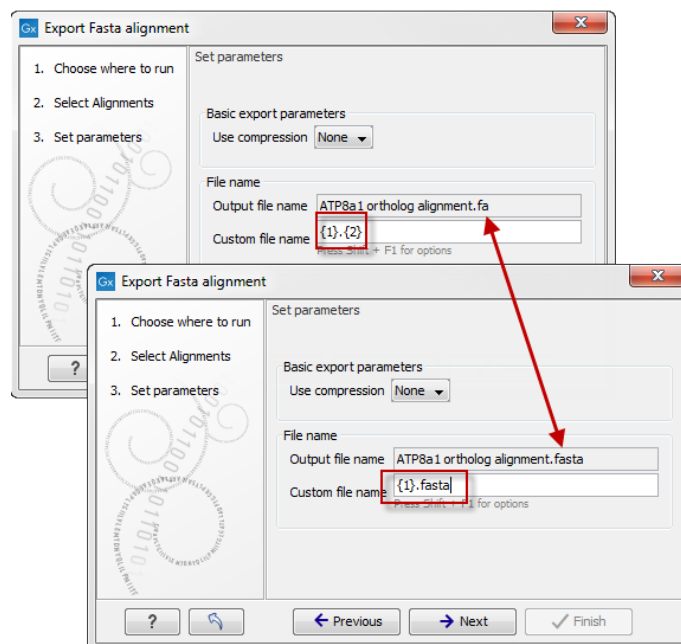 Gx Export Fasta alignment
X
1. Choose where to run
2. Select Alignments
3. Set parameters
Set parameters
Basic export parameters
Use compression None
File name
Output file name ATP8a1 ortholog alignment.fa
Custom file name {1}.{2}
Press Shift + F1 for options
?
Gx Export Fasta alignment
X
1. Choose where to run
2. Select Alignments
3. Set parameters
Set parameters
Basic export parameters
Use compression None
File name
Output file name ATP8a1 ortholog alignment.fasta
Custom file name {1}.fasta
Press Shift + F1 for options
?
Previous
Next
Finish